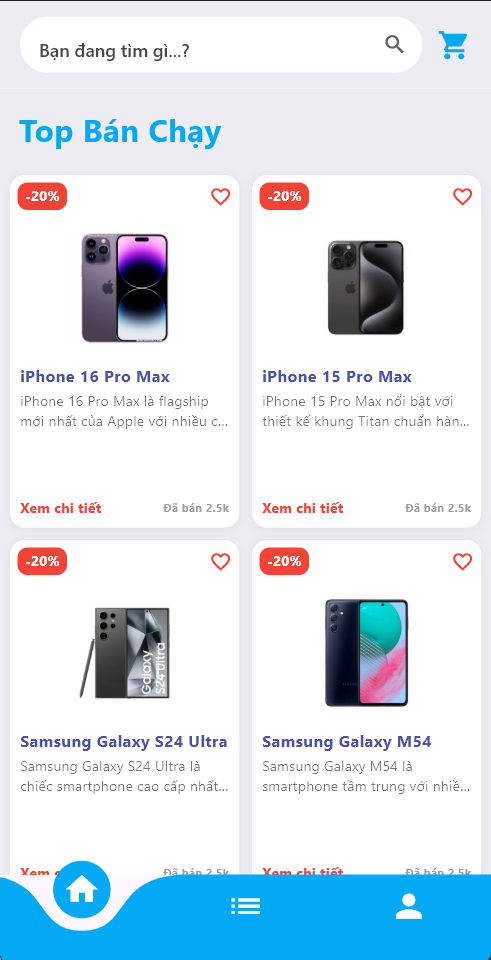 Bạn đang tìm gì...?
Top Bán Chạy
-20%
-20%
iPhone 16 Pro Max
iPhone 16 Pro Max là flagship
mới nhất của Apple với nhiều c...
Xem chi tiết
Đã bán 2.5k
iPhone 15 Pro Max
iPhone 15 Pro Max nổi bật với
thiết kế khung Titan chuẩn hàn...
Xem chi tiết
Đã bán 2.5k
-20%
-20%
Galaxy
S24 Ultra
Samsung Galaxy S24 Ultra
Samsung Galaxy S24 Ultra là
chiếc smartphone cao cấp nhất...
Xem
Đã bán 2.5k
Samsung Galaxy M54
Samsung Galaxy M54 là
smartphone tầm trung với nhiề...
Xem chi tiết
Đã bán 2.5k